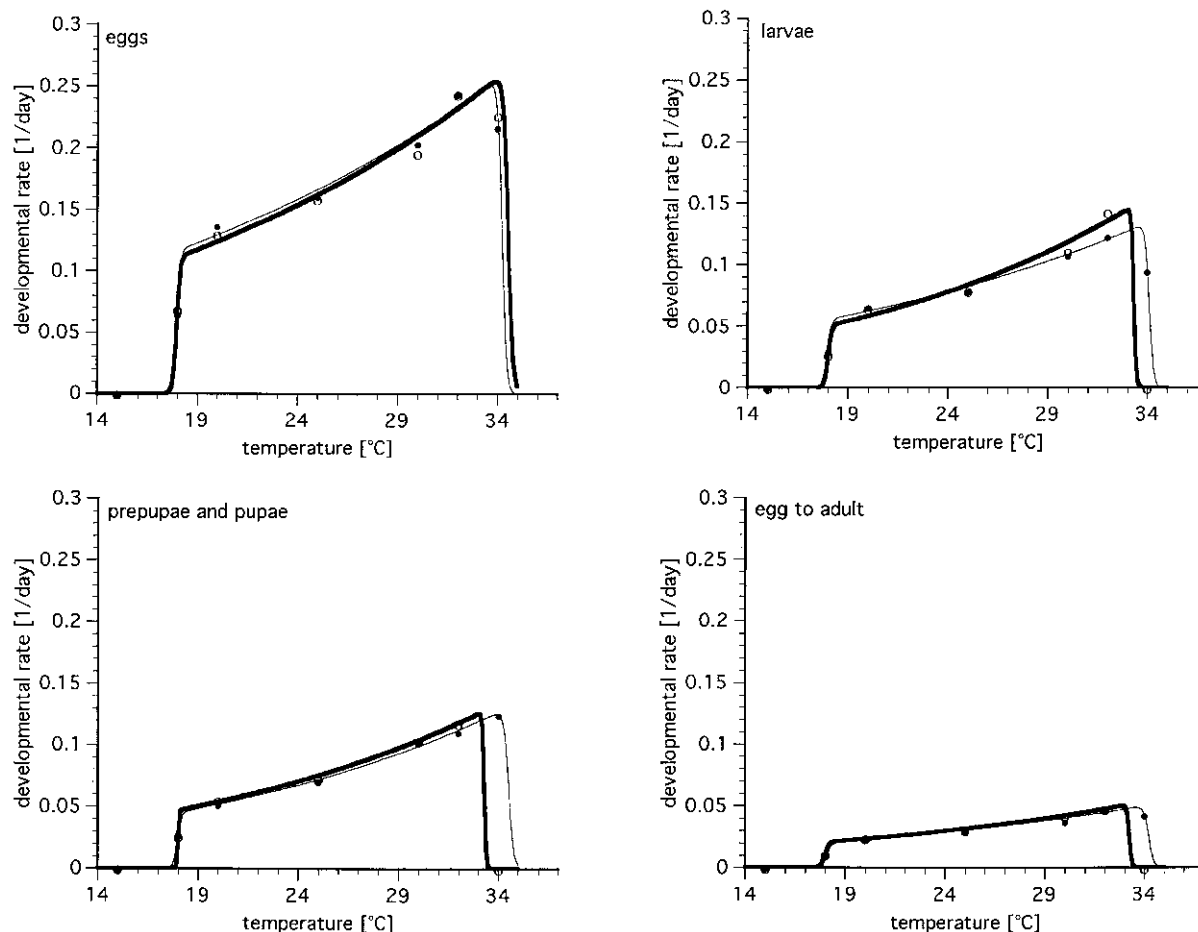 eggs
developmental rate [1/day]
0.3
0.25
0.2
0.15
0.1
0.05
0
14 19 24 29 34
temperature [°C]
larvae
developmental rate [1/day]
0.3
0.25
0.2
0.15
0.1
0.05
0
14 19 24 29 34
temperature [°C]
prepupae and pupae
developmental rate [1/day]
0.3
0.25
0.2
0.15
0.1
0.05
0
14 19 24 29 34
temperature [°C]
egg to adult
developmental rate [1/day]
0.3
0.25
0.2
0.15
0.1
0.05
0
14 19 24 29 34
temperature [°C]